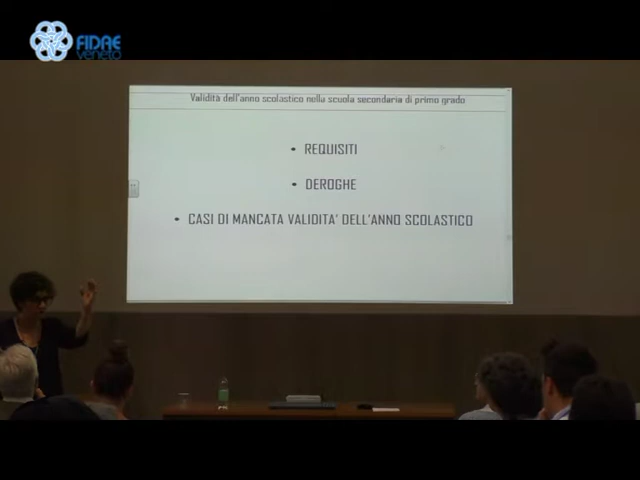 FIDAE
veneto
Validità dell'anno scolastico nella scuola secondaria di primo grado
• REQUISITI
• DEROGHE
• CASI DI MANCATA VALIDITA' DELL'ANNO SCOLASTICO